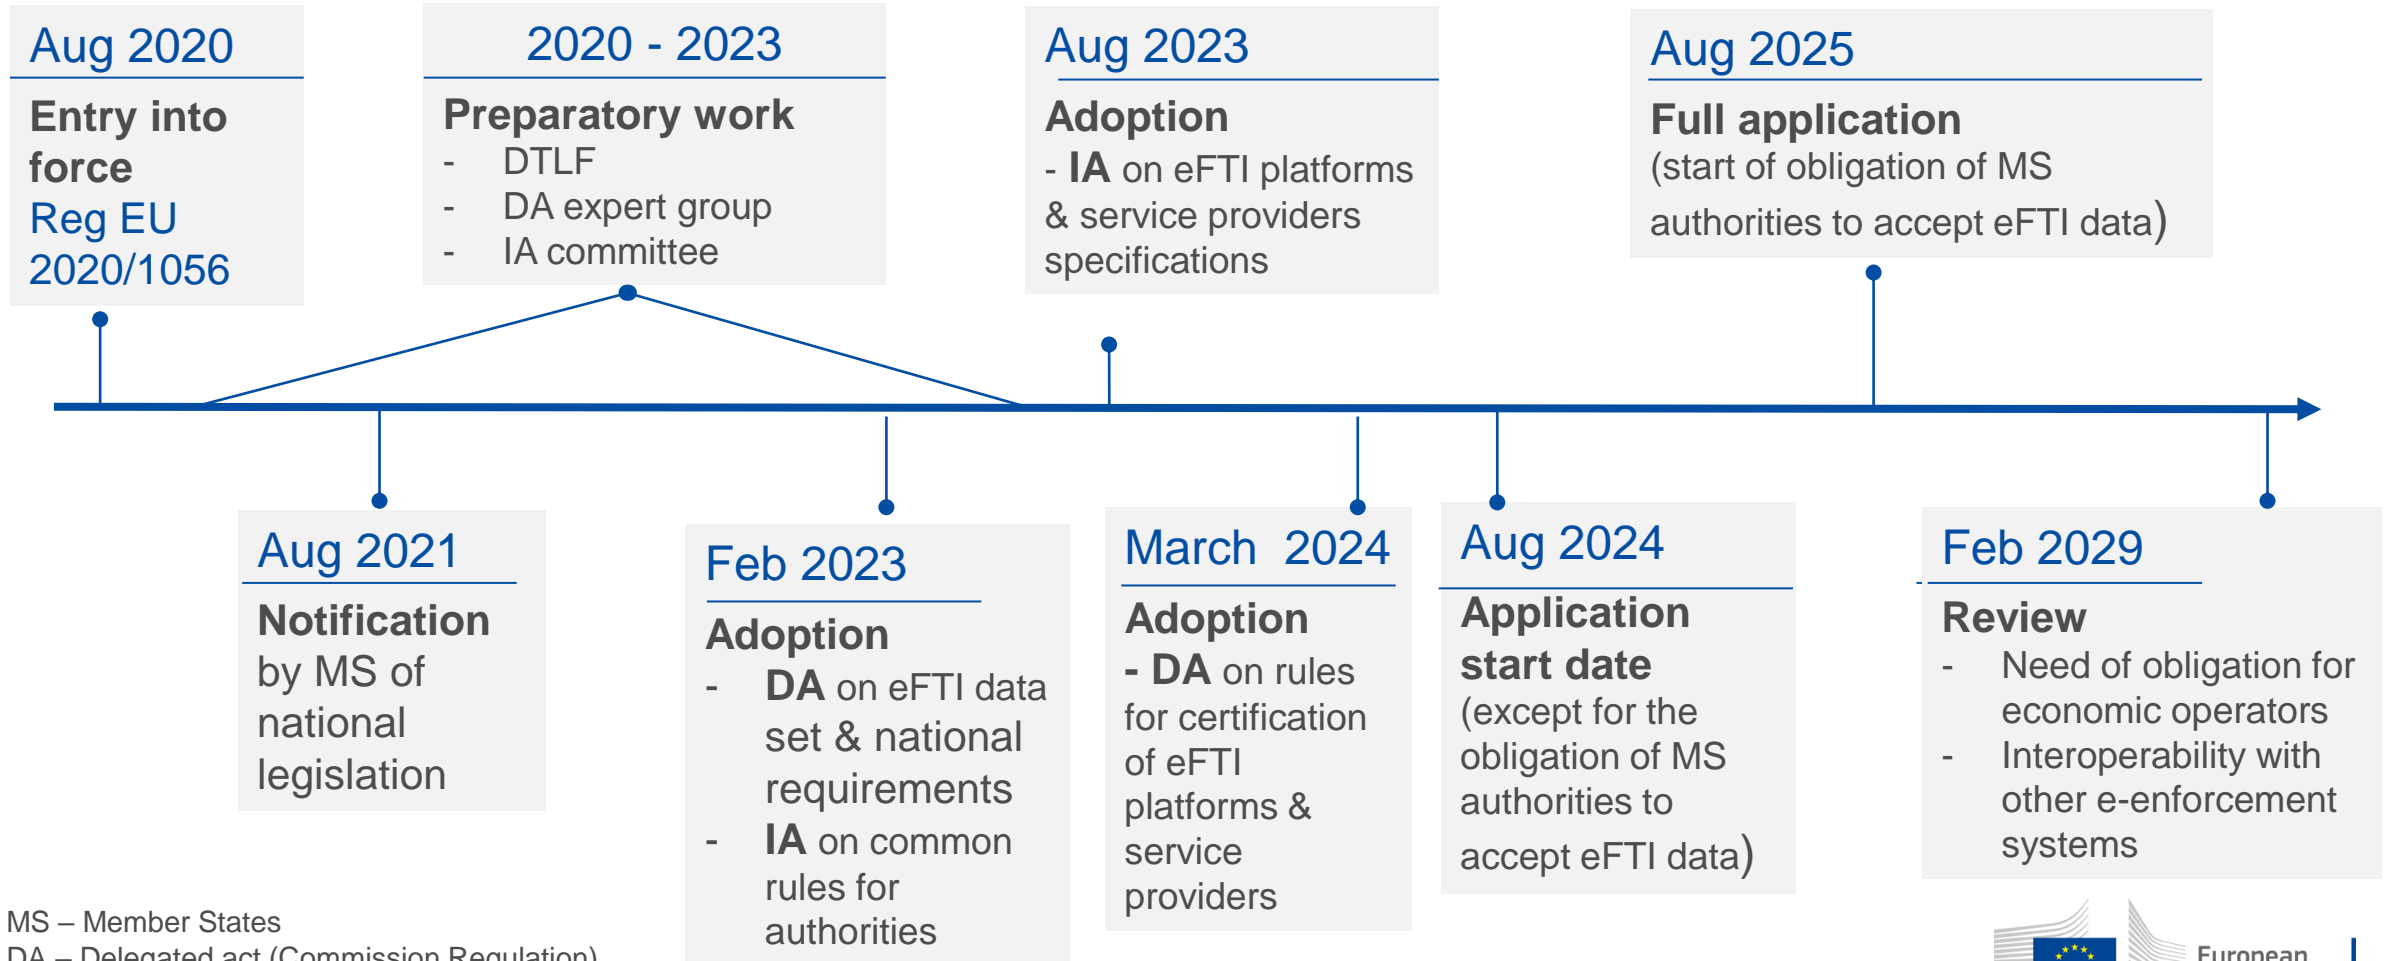 Aug 2020
Entry into
force
Reg EU
2020/1056
2020 - 2023
Preparatory work
- DTLF
- DA expert group
- IA committee
Aug 2023
Adoption
- IA on eFTI platforms
& service providers
specifications
Aug 2025
Full application
(start of obligation of MS
authorities to accept eFTI data)
Aug 2021
Notification
by MS of
national
legislation
Feb 2023
Adoption
- DA on eFTI data
set & national
requirements
- IA on common
rules for
authorities
March 2024
Adoption
- DA on rules
for certification
of eFTI
platforms &
service
providers
Aug 2024
Application
start date
(except for the
obligation of MS
authorities to
accept eFTI data)
Feb 2029
Review
- Need of obligation for
economic operators
- Interoperability with
other e-enforcement
systems
MS – Member States
DA – Delegated act (Commission Regulation)
European